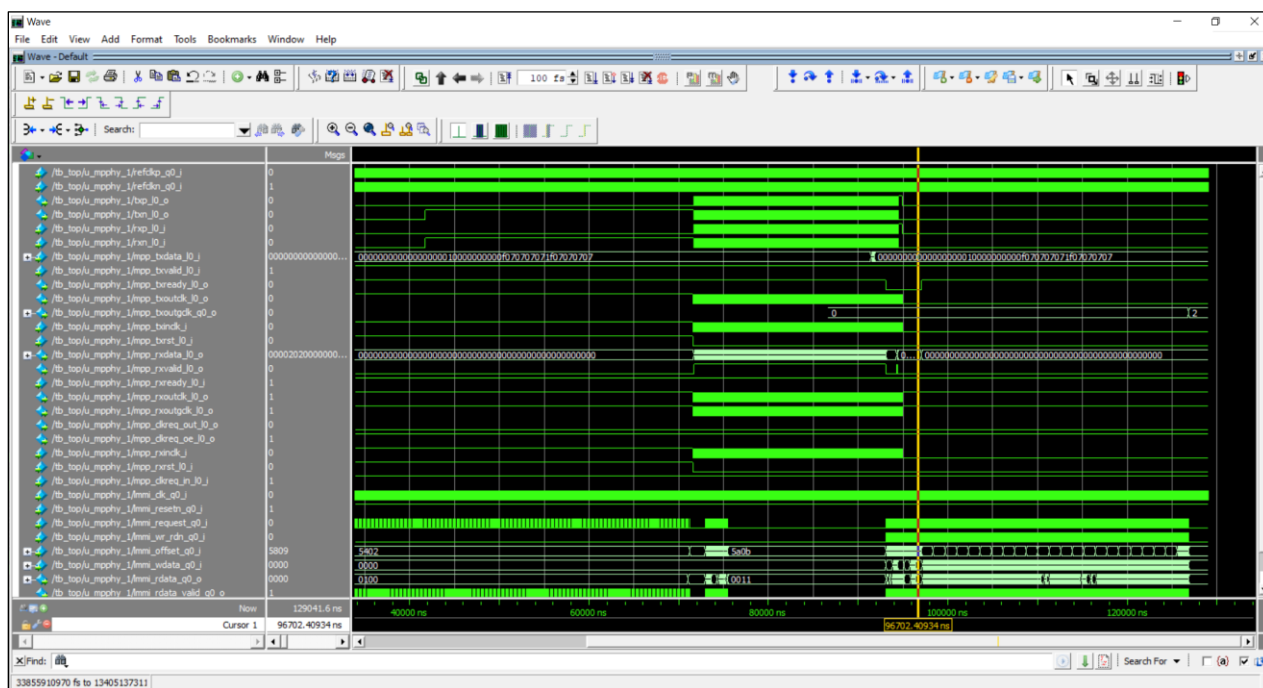 Wave
File Edit View Add Format Tools Bookmarks Window Help
Wave - Default
100 fs
Search:
Msgs
/tb_top/u_mpphy_1/refclkp_q0_i 0
/tb_top/u_mpphy_1/refclkn_q0_i 1
/tb_top/u_mpphy_1/txp_l0_o 0
/tb_top/u_mpphy_1/txn_l0_o 0
/tb_top/u_mpphy_1/rxp_l0_i 0
/tb_top/u_mpphy_1/rxn_l0_i 0
/tb_top/u_mpphy_1/mpp_txdata_l0_i
/tb_top/u_mpphy_1/mpp_txvalid_l0_i 1
/tb_top/u_mpphy_1/mpp_txready_l0_o 0
/tb_top/u_mpphy_1/mpp_txoutclk_l0_o 0
/tb_top/u_mpphy_1/mpp_txoutgclk_q0_o 0 0 2
/tb_top/u_mpphy_1/mpp_txinclk_i 0
/tb_top/u_mpphy_1/mpp_txrst_l0_i 0
/tb_top/u_mpphy_1/mpp_rxdata_l0_o
/tb_top/u_mpphy_1/mpp_rxvalid_l0_o 0
/tb_top/u_mpphy_1/mpp_rxready_l0_i 1
/tb_top/u_mpphy_1/mpp_rxoutclk_l0_o 1
/tb_top/u_mpphy_1/mpp_rxoutgclk_l0_o 1
/tb_top/u_mpphy_1/mpp_clkreq_out_l0_o 0
/tb_top/u_mpphy_1/mpp_clkreq_oe_l0_o 1
/tb_top/u_mpphy_1/mpp_rxinclk_l0_i 0
/tb_top/u_mpphy_1/mpp_rxrst_l0_i 0
/tb_top/u_mpphy_1/mpp_clkreq_in_l0_i 1
/tb_top/u_mpphy_1/lmmi_clk_q0_i 0
/tb_top/u_mpphy_1/lmmi_resetn_q0_i 1
/tb_top/u_mpphy_1/lmmi_request_q0_i 0
/tb_top/u_mpphy_1/lmmi_wr_rdn_q0_i 0
/tb_top/u_mpphy_1/lmmi_offset_q0_i 5809 5402 5a0b
/tb_top/u_mpphy_1/lmmi_wdata_q0_i 0000 0000
/tb_top/u_mpphy_1/lmmi_rdata_q0_o 0000 0100 0011
/tb_top/u_mpphy_1/lmmi_rdata_valid_q0_o 1
Now 129041.6 ns 40000 ns 60000 ns 80000 ns 100000 ns 120000 ns
Cursor 1 96702.40934 ns 96702.40934 ns
Find: Search For (a)
33855910970 fs to 13405137311